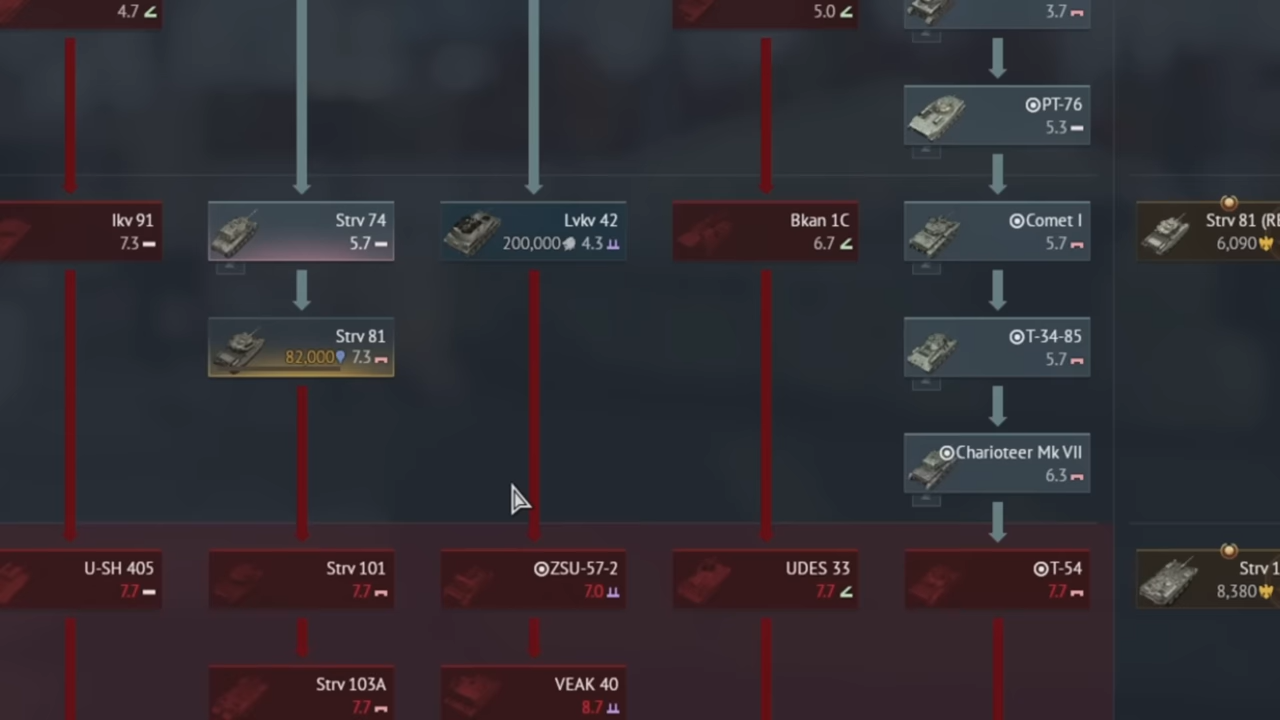 4.7
5.0
3.7
PT-76
5.3
Ikv 91
7.3
Strv 74
5.7
Lvkv 42
200,000 4.3
Bkan 1C
6.7
Comet I
5.7
Strv 81 (RB
6,090
Strv 81
82,000 7.3
T-34-85
5.7
Charioteer Mk VII
6.3
U-SH 405
7.7
Strv 101
7.7
ZSU-57-2
7.0
UDES 33
7.7
T-54
7.7
Strv 1
8,380
Strv 103A
7.7
VEAK 40
8.7